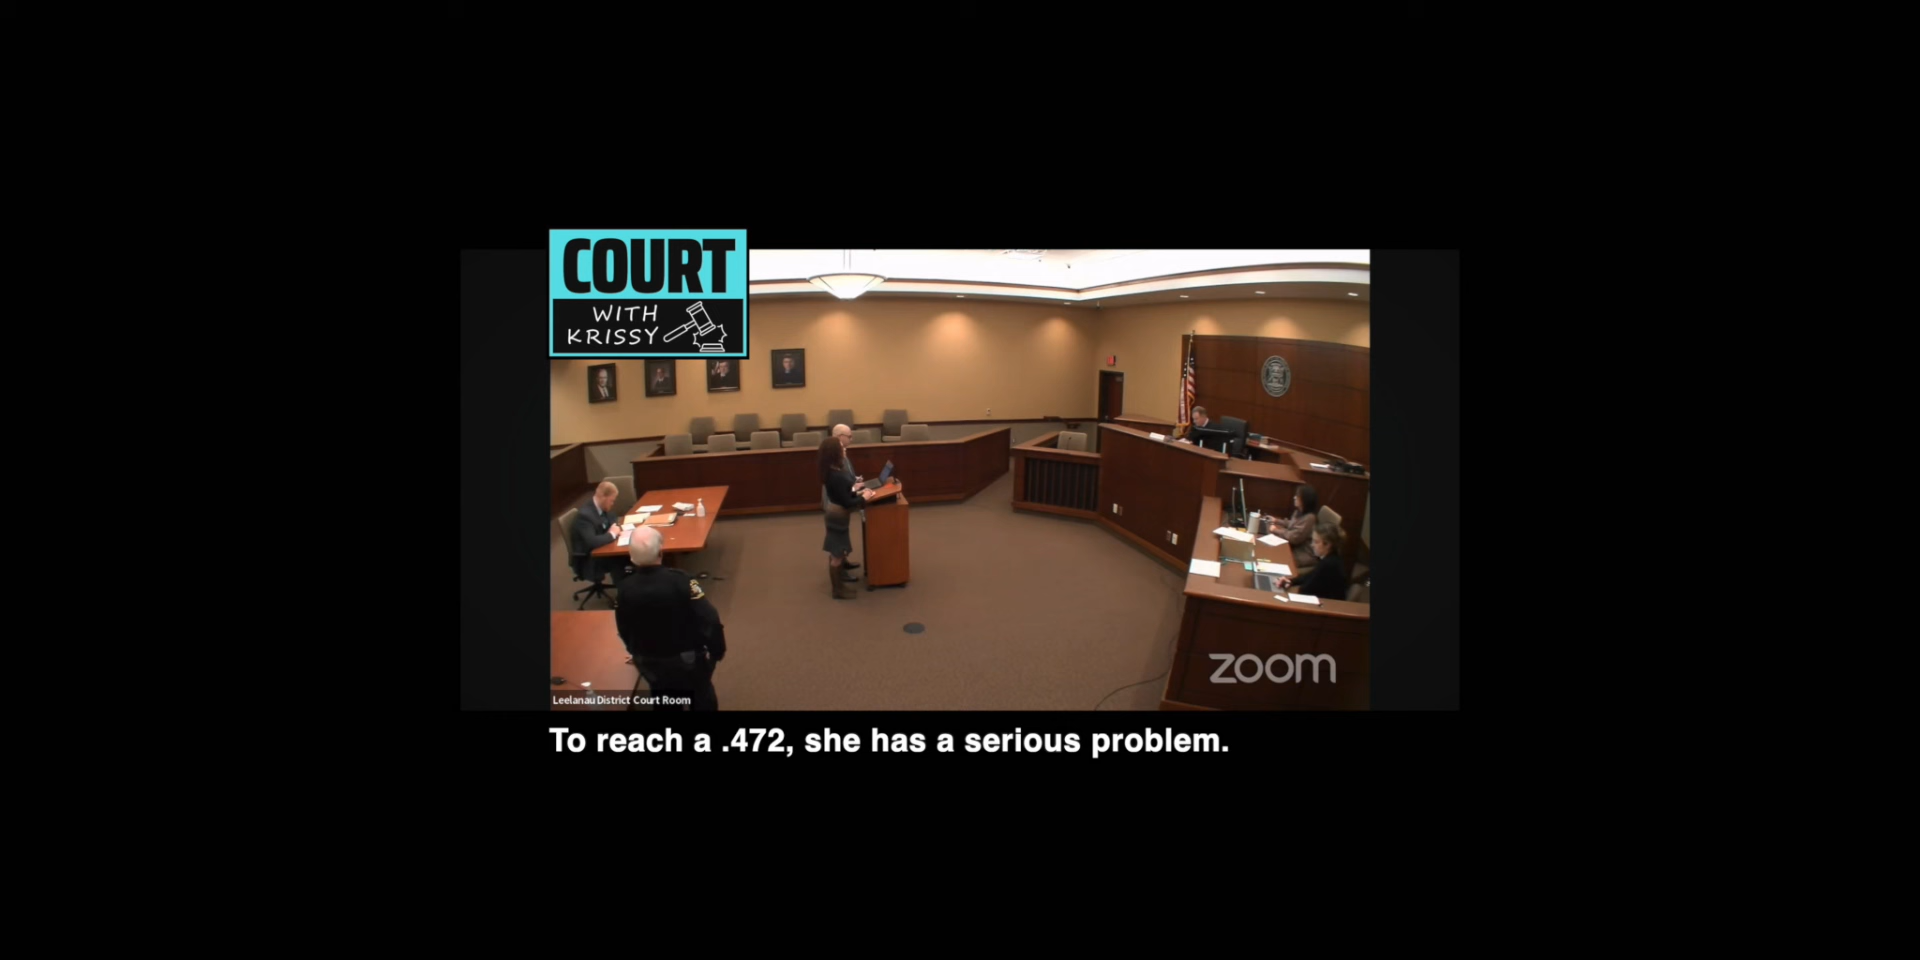 COURT
WITH
KRISSY
zoom
Leelanau District Court Room
To reach a .472, she has a serious problem.